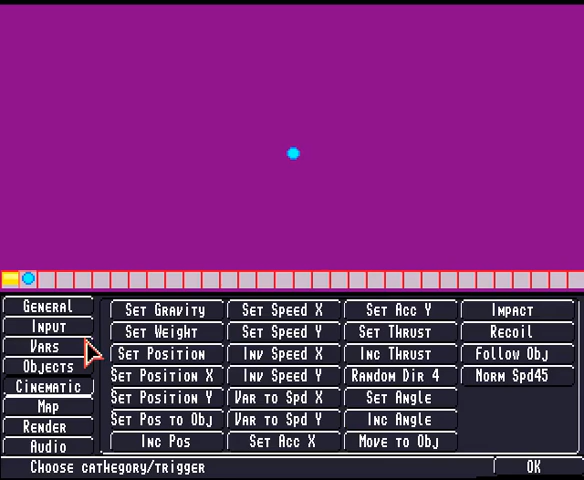 General
Input
Vars
Objects
Cinematic
Map
Render
Audio
Set Gravity Set Speed X Set Acc Y Impact
Set Weight Set Speed Y Set Thrust Recoil
Set Position Inv Speed X Inc Thrust Follow Obj
Set Position X Inv Speed Y Random Dir 4 Norm Spd45
Set Position Y Var to Spd X Set Angle
Set Pos to Obj Var to Spd Y Inc Angle
Inc Pos Set Acc X Move to Obj
Choose cathegory/trigger OK